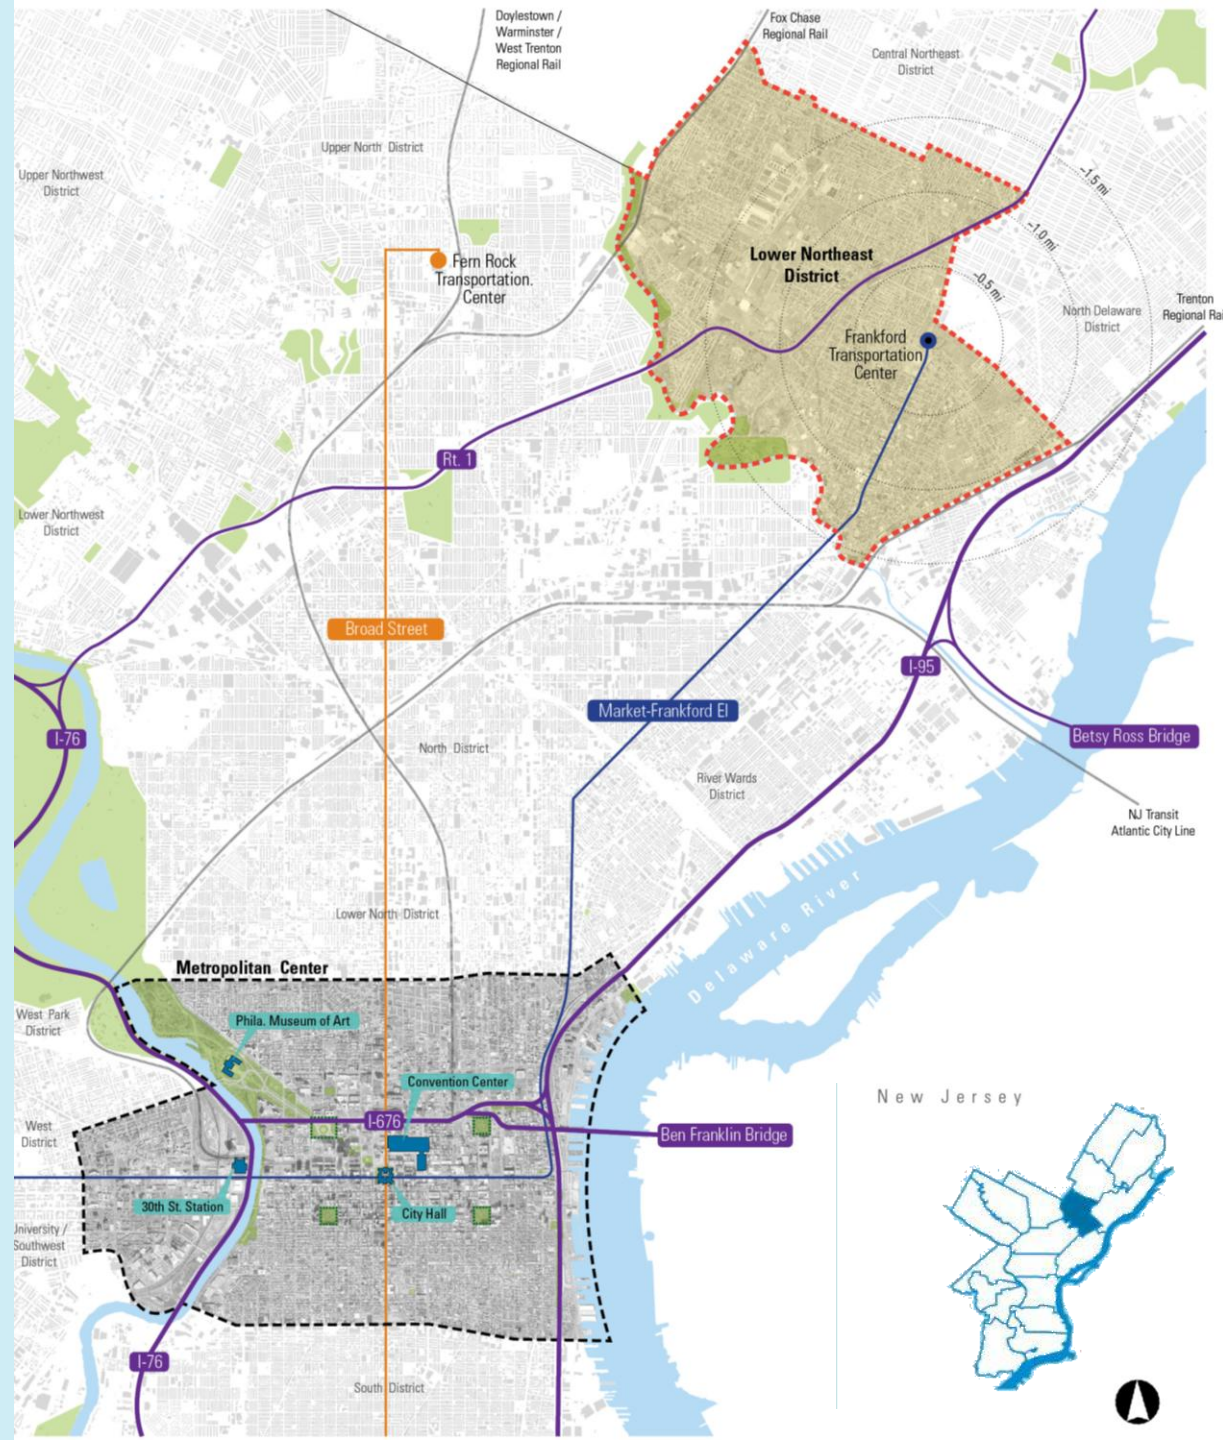 Doylestown /
Warminster /
West Trenton
Regional Rail
Fox Chase
Regional Rail
Central Northeast
District
Upper North District
Upper Northwest
District
~1.5 mi
~1.0 mi
~0.5 mi
Lower Northeast
District
Fern Rock
Transportation.
Center
North Delaware
District
Trenton
Regional Rai
Frankford
Transportation
Center
Rt. 1
Lower Northwest
District
Broad Street
I-95
Market-Frankford El
Betsy Ross Bridge
I-76
North District
River Wards
District
NJ Transit
Atlantic City Line
Delaware River
Lower North District
Metropolitan Center
West Park
District
Phila. Museum of Art
Convention Center
New Jersey
I-676
Ben Franklin Bridge
West
District
30th St. Station
City Hall
University /
Southwest
District
I-76
South District